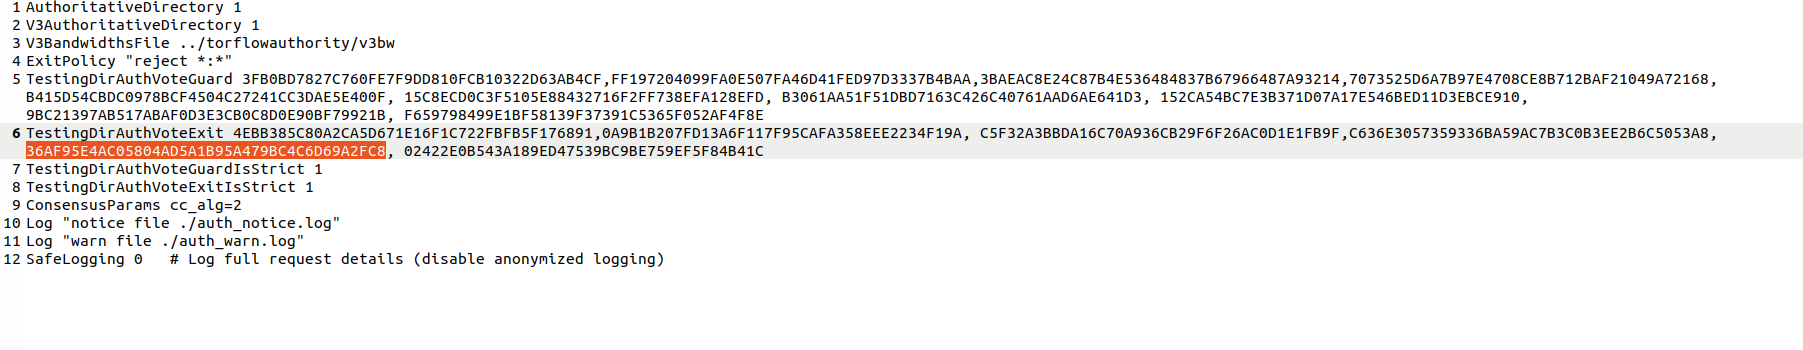 1 AuthoritativeDirectory 1
2 V3AuthoritativeDirectory 1
3 V3BandwidthsFile ../torflowauthority/v3bw
4 ExitPolicy "reject *:*"
5 TestingDirAuthVoteGuard 3FB0BD7827C760FE7F9DD810FCB10322D63AB4CF,FF197204099FA0E507FA46D41FED97D3337B4BAA,3BAEAC8E24C87B4E536484837B67966487A93214,7073525D6A7B97E4708CE8B712BAF21049A72168,
B415D54CBDC0978BCF4504C27241CC3DAE5E400F, 15C8ECD0C3F5105E88432716F2FF738EFA128EFD, B3061AA51F51DBD7163C426C40761AAD6AE641D3, 152CA54BC7E3B371D07A17E546BED11D3EBCE910,
9BC21397AB517ABAF0D3E3CB0C8D0E90BF79921B, F659798499E1BF58139F37391C5365F052AF4F8E
6 TestingDirAuthVoteExit 4EBB385C80A2CA5D671E16F1C722FBFB5F176891,0A9B1B207FD13A6F117F95CAFA358EEE2234F19A, C5F32A3BBDA16C70A936CB29F6F26AC0D1E1FB9F,C636E3057359336BA59AC7B3C0B3EE2B6C5053A8,
36AF95E4AC05804AD5A1B95A479BC4C6D69A2FC8, 02422E0B543A189ED47539BC9BE759EF5F84B41C
7 TestingDirAuthVoteGuardIsStrict 1
8 TestingDirAuthVoteExitIsStrict 1
9 ConsensusParams cc_alg=2
10 Log "notice file ./auth_notice.log"
11 Log "warn file ./auth_warn.log"
12 SafeLogging 0   # Log full request details (disable anonymized logging)